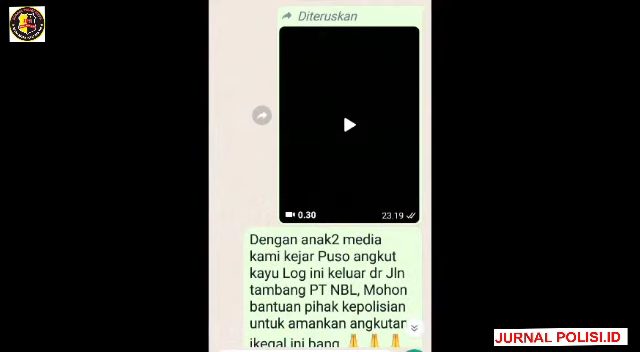 Diteruskan
0.30
23.19
Dengan anak2 media
kami kejar Puso angkut
kayu Log ini keluar dr Jln
tambang PT NBL, Mohon
bantuan pihak kepolisian
untuk amankan angkutan
ikegal ini bang
JURNAL POLISI.ID